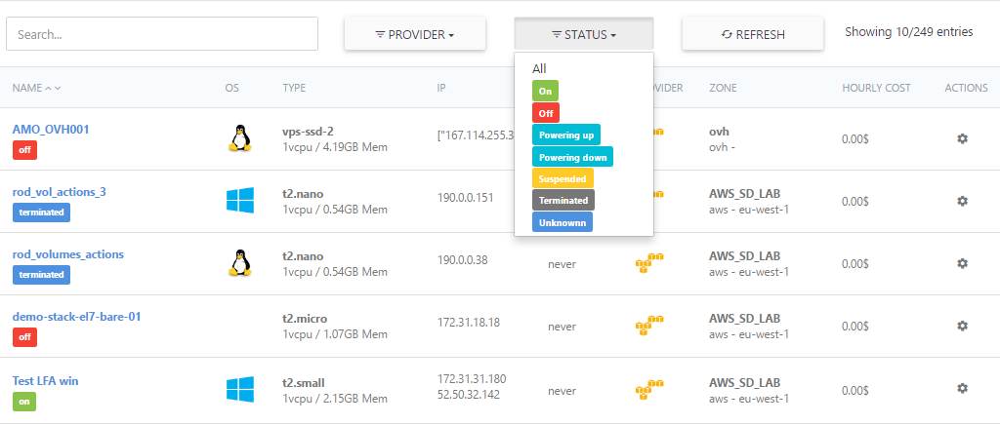 Search...
PROVIDER
STATUS
REFRESH
Showing 10/249 entries
All
On
Off
Powering up
Powering down
Suspended
Terminated
Unknownn
NAME OS TYPE IP ZONE HOURLY COST ACTIONS
AMO_OVH001 vps-ssd-2 ["167.114.255.3 ovh 0.00$
off 1vcpu / 4.19GB Mem ovh -
rod_vol_actions_3 t2.nano 190.0.0.151 AWS_SD_LAB 0.00$
terminated 1vcpu / 0.54GB Mem aws - eu-west-1
rod_volumes_actions t2.nano 190.0.0.38 never AWS_SD_LAB 0.00$
terminated 1vcpu / 0.54GB Mem aws - eu-west-1
demo-stack-el7-bare-01 t2.micro 172.31.18.18 never AWS_SD_LAB 0.00$
off 1vcpu / 1.07GB Mem aws - eu-west-1
Test LFA win t2.small 172.31.31.180 never AWS_SD_LAB 0.00$
on 1vcpu / 2.15GB Mem 52.50.32.142 aws - eu-west-1